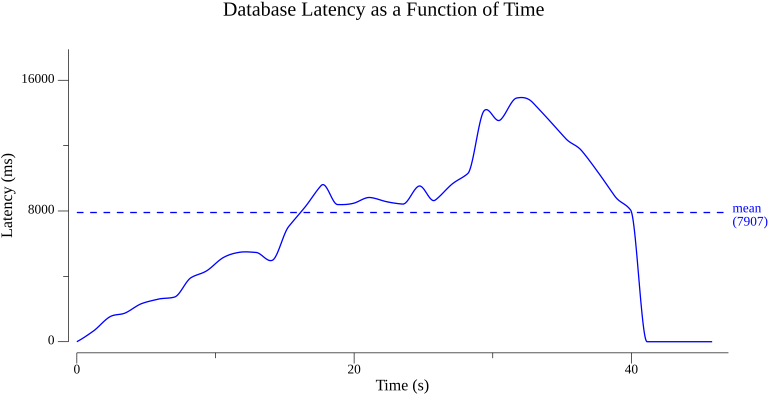 Database Latency as a Function of Time
16000
8000
0
Latency (ms)
mean
(7907)
0
20
40
Time (s)